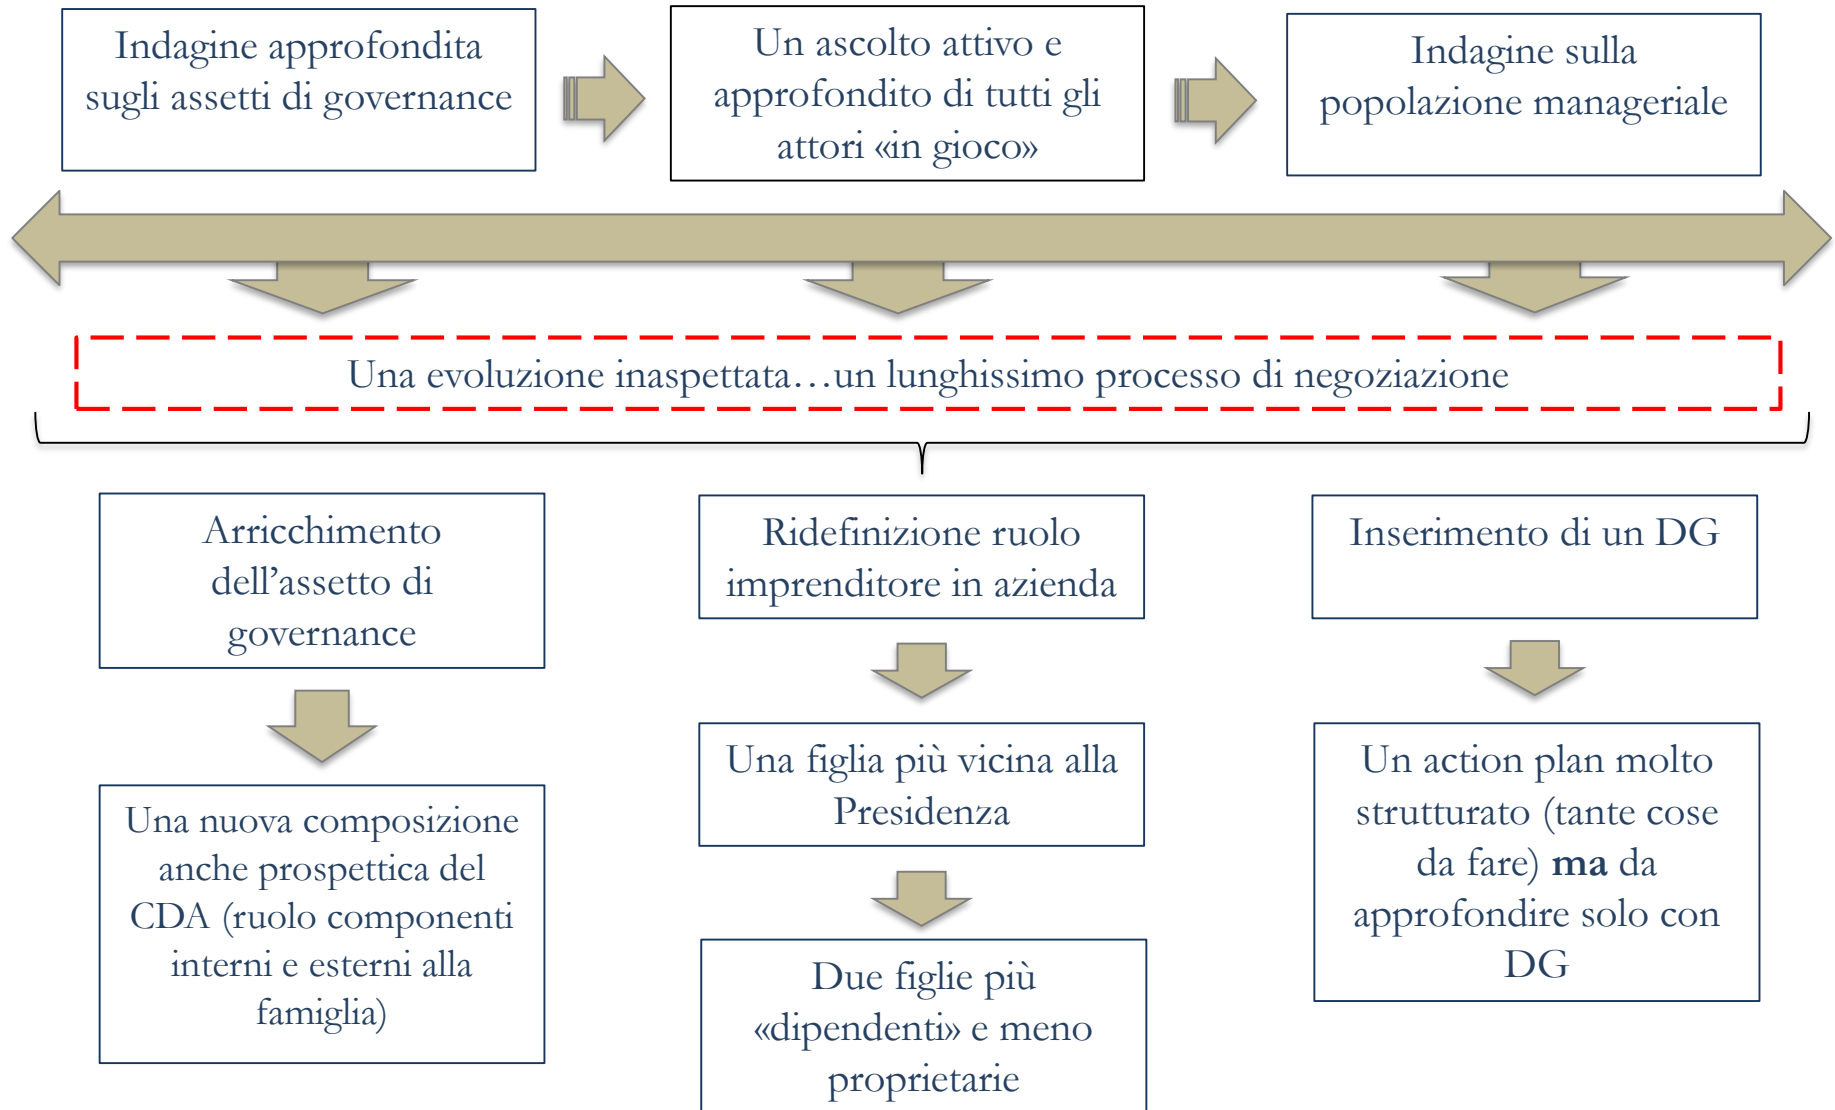 Indagine approfondita
sugli assetti di governance
Un ascolto attivo e
approfondito di tutti gli
attori «in gioco»
Indagine sulla
popolazione manageriale
Una evoluzione inaspettata…un lunghissimo processo di negoziazione
Arricchimento
dell’assetto di
governance
Una nuova composizione
anche prospettica del
CDA (ruolo componenti
interni e esterni alla
famiglia)
Ridefinizione ruolo
imprenditore in azienda
Una figlia più vicina alla
Presidenza
Due figlie più
«dipendenti» e meno
proprietarie
Inserimento di un DG
Un action plan molto
strutturato (tante cose
da fare) ma da
approfondire solo con
DG